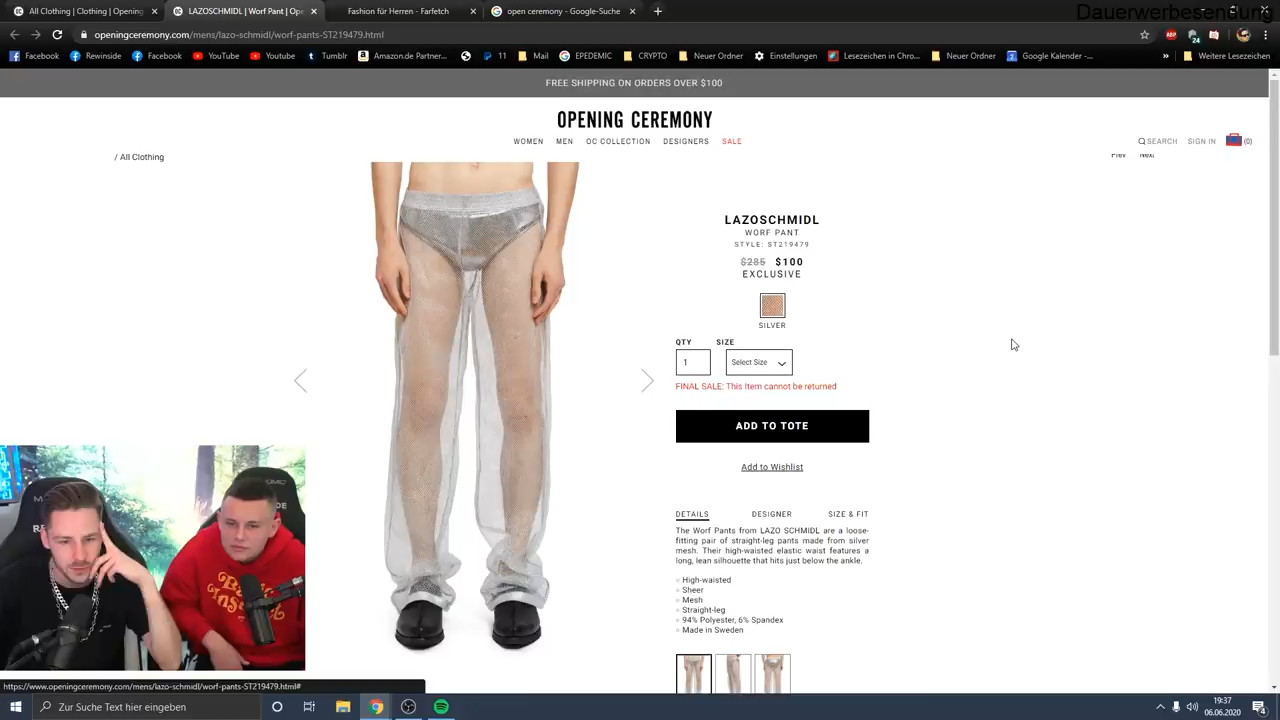 Dauerwerbesendung
All Clothing | Clothing | Opening
LAZOSCHMIDL | Opening Cere
Fashion für Herren - Farfetch
Google-Suche
openingceremony.com/mens/lazo-schmidl/worf-pants-ST219479.html
Facebook
Rewinside
Facebook
YouTube
Youtube
Tumblr
Amazon.de Partner...
11
Mail
EPEDEMIC
CRYPTO
Neuer Ordner
Einstellungen
Lesezeichen in Chro...
Neuer Ordner
Google Kalender -...
»
Weitere Lesezeichen
FREE SHIPPING ON ORDERS OVER $100
OPENING CEREMONY
WOMEN MEN OC COLLECTION DESIGNERS SALE
SEARCH SIGN IN (0)
/ All Clothing
Prev Next
LAZOSCHMIDL
WORF PANT
STYLE: ST219479
$285 $100
EXCLUSIVE
SILVER
QTY SIZE
1 Select Size
FINAL SALE: This Item cannot be returned
ADD TO TOTE
Add to Wishlist
DETAILS DESIGNER SIZE & FIT
The Worf Pants from LAZO SCHMIDL are a loose-
fitting pair of straight-leg pants made from silver
mesh. Their high-waisted elastic waist features a
long, lean silhouette that hits just below the ankle.
High-waisted
Sheer
Mesh
Straight-leg
94% Polyester, 6% Spandex
Made in Sweden
https://www.openingceremony.com/mens/lazo-schmidl/worf-pants-ST219479.html#
Zur Suche Text hier eingeben
19:37
06.06.2020
4